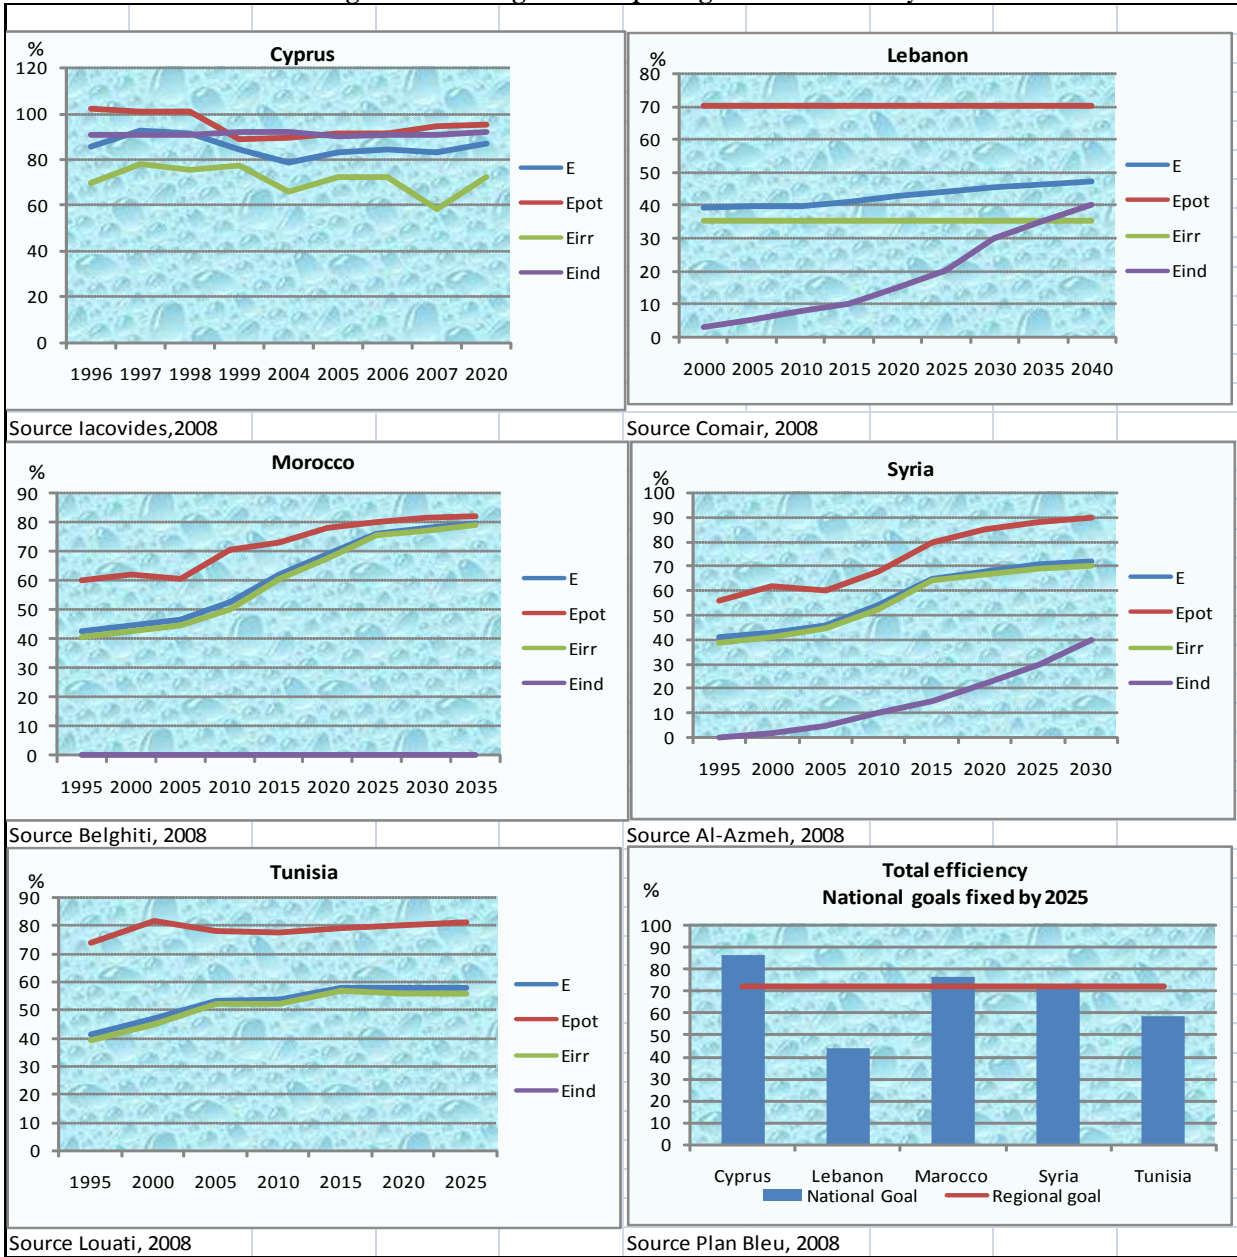 %
Cyprus
120
100
80
60
40
20
0
1996 1997 1998 1999 2004 2005 2006 2007 2020
E
Epot
Eirr
Eind
Source Iacovides,2008
Lebanon
80
70
60
50
40
30
20
10
0
2000 2005 2010 2015 2020 2025 2030 2035 2040
E
Epot
Eirr
Eind
Source Comair, 2008
Morocco
%
90
80
70
60
50
40
30
20
10
0
1995 2000 2005 2010 2015 2020 2025 2030 2035
E
Epot
Eirr
Eind
Source Belghiti, 2008
Syria
%
100
90
80
70
60
50
40
30
20
10
0
1995 2000 2005 2010 2015 2020 2025 2030
E
Epot
Eirr
Eind
Source Al-Azmeh, 2008
Tunisia
%
90
80
70
60
50
40
30
20
10
0
1995 2000 2005 2010 2015 2020 2025
E
Epot
Eirr
Eind
Source Louati, 2008
Total efficiency
National goals fixed by 2025
%
100
90
80
70
60
50
40
30
20
10
0
Cyprus Lebanon Marocco Syria Tunisia
National Goal Regional goal
Source Plan Bleu, 2008